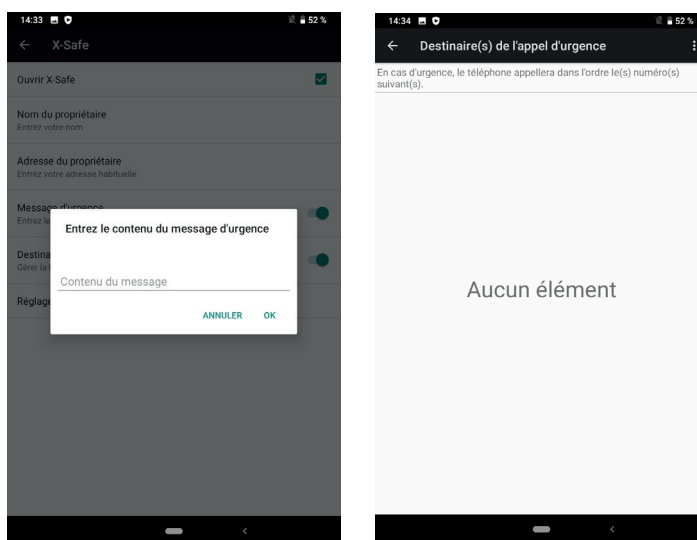 14:33
52 %
X-Safe
Ouvrir X-Safe
Nom du propriétaire
Entrez votre nom
Adresse du propriétaire
Entrez votre adresse habituelle
Message d'urgence
Entrez le
Entrez le contenu du message d'urgence
Destina
Gérer la
Contenu du message
Réglage
ANNULER OK
14:34
52 %
Destinaire(s) de l'appel d'urgence
En cas d'urgence, le téléphone appellera dans l'ordre le(s) numéro(s)
suivant(s).
Aucun élément